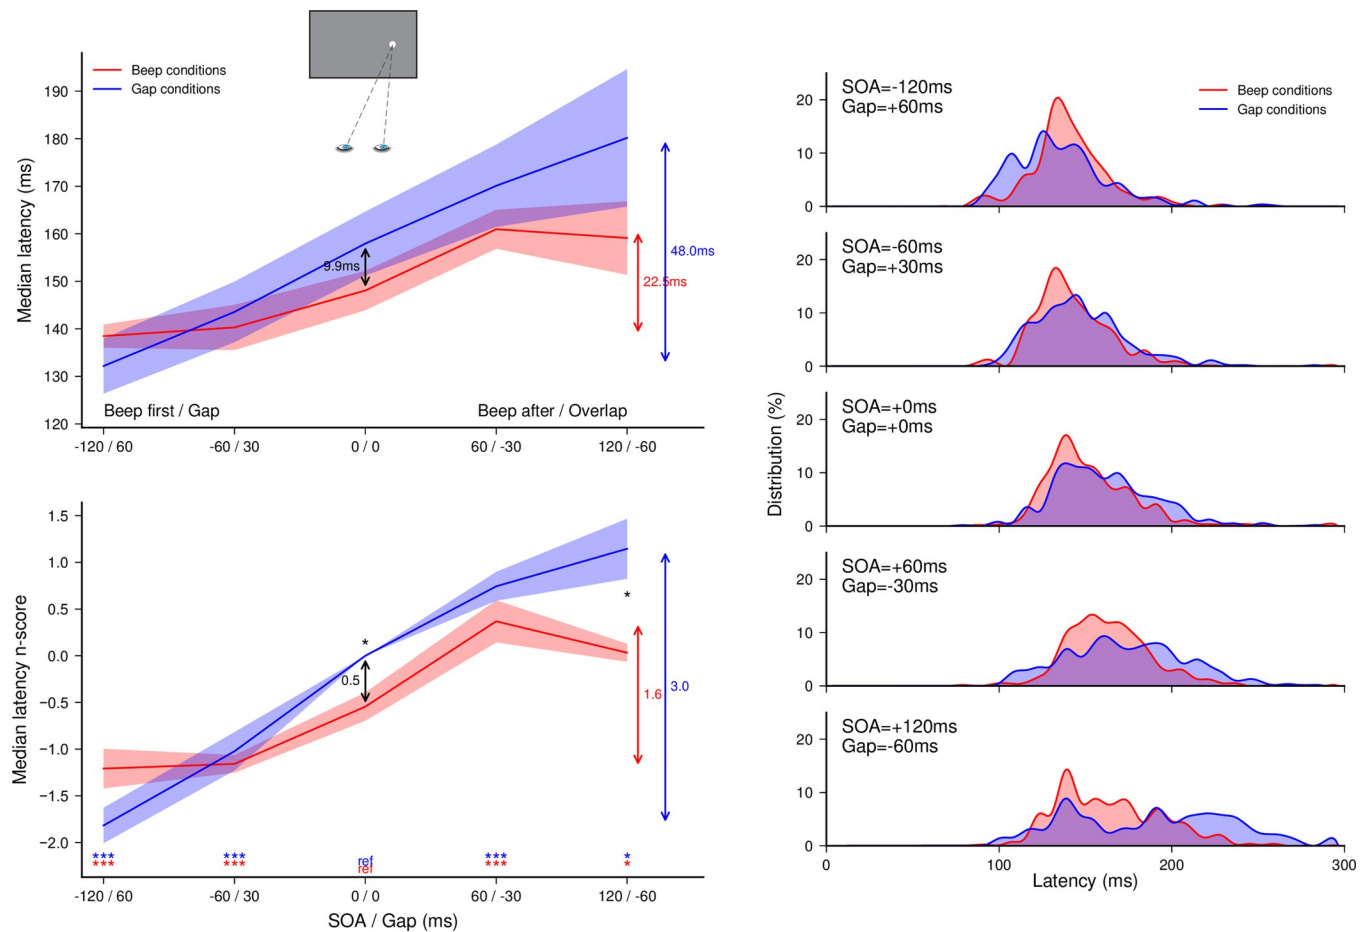 Beep conditions
Gap conditions
Median latency (ms)
190
180
170
160
150
140
130
120
9.9ms
48.0ms
22.5ms
Beep first / Gap
Beep after / Overlap
-120 / 60
-60 / 30
0 / 0
60 / -30
120 / -60
Median latency n-score
1.5
1.0
0.5
0.0
−0.5
−1.0
−1.5
−2.0
*
*
0.5
1.6
3.0
***
***
ref
***
*
***
***
ref
***
*
-120 / 60
-60 / 30
0 / 0
60 / -30
120 / -60
SOA / Gap (ms)
Distribution (%)
SOA=-120ms
Gap=+60ms
Beep conditions
Gap conditions
20
10
0
SOA=-60ms
Gap=+30ms
20
10
0
SOA=+0ms
Gap=+0ms
20
10
0
SOA=+60ms
Gap=-30ms
20
10
0
SOA=+120ms
Gap=-60ms
20
10
0
0
100
200
300
Latency (ms)